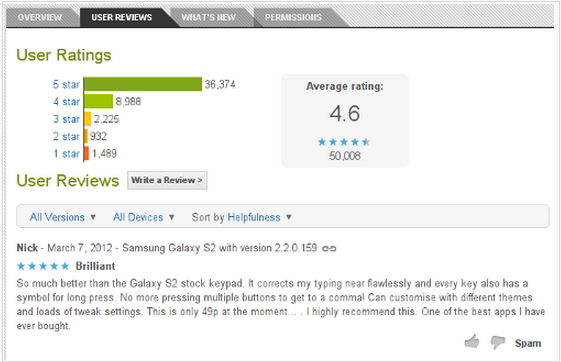 OVERVIEW USER REVIEWS WHAT'S NEW PERMISSIONS
User Ratings
5 star 36,374
4 star 8,988
3 star 2,225
2 star 932
1 star 1,489
Average rating:
4.6
50,008
User Reviews Write a Review >
All Versions ▼ All Devices ▼ Sort by Helpfulness ▼
Nick - March 7, 2012 - Samsung Galaxy S2 with version 2.2.0.159
Brilliant
So much better than the Galaxy S2 stock keypad. It corrects my typing near flawlessly and every key also has a
symbol for long press. No more pressing multiple buttons to get to a comma! Can customise with different themes
and loads of tweak settings. This is only 49p at the moment... . I highly recommend this. One of the best apps I have
ever bought.
Spam